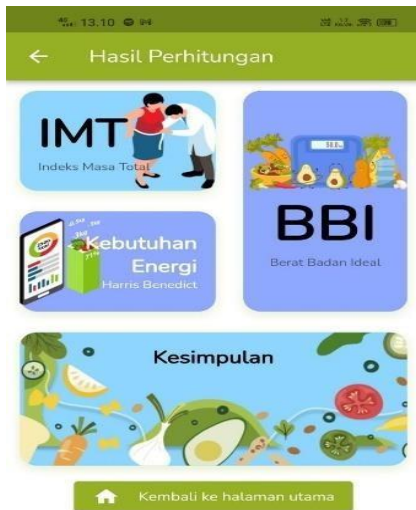 13.10
Hasil Perhitungan
IMT
Indeks Masa Total
BBI
Berat Badan Ideal
Kebutuhan
Energi
Harris Benedict
71%
Kesimpulan
Kembali ke halaman utama